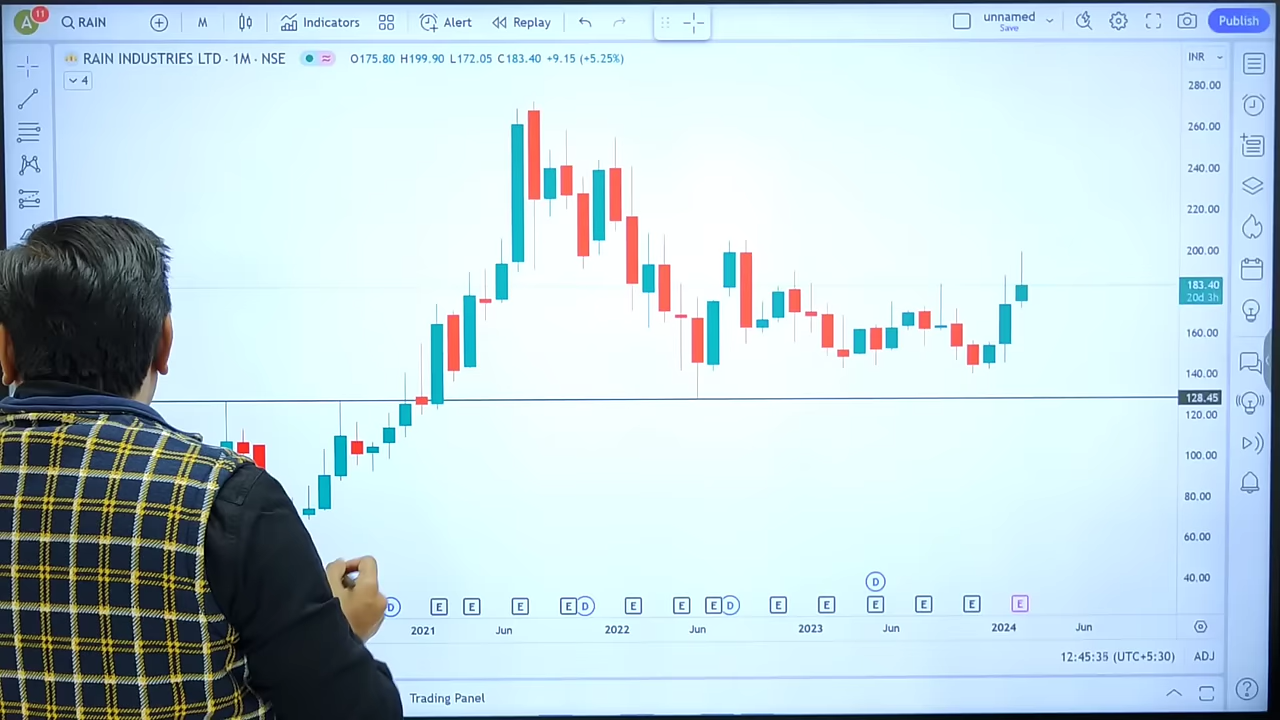 A 11 RAIN M Indicators Alert Replay unnamed Save Publish
RAIN INDUSTRIES LTD · 1M · NSE O175.80 H199.90 L172.05 C183.40 +9.15 (+5.25%) INR
4
280.00
260.00
240.00
220.00
200.00
183.40
20d 3h
160.00
140.00
128.45
120.00
100.00
80.00
60.00
40.00
D
D E E E E D E E E D E E E E E E
2021 Jun 2022 Jun 2023 Jun 2024 Jun
12:45:35 (UTC+5:30) ADJ
Trading Panel